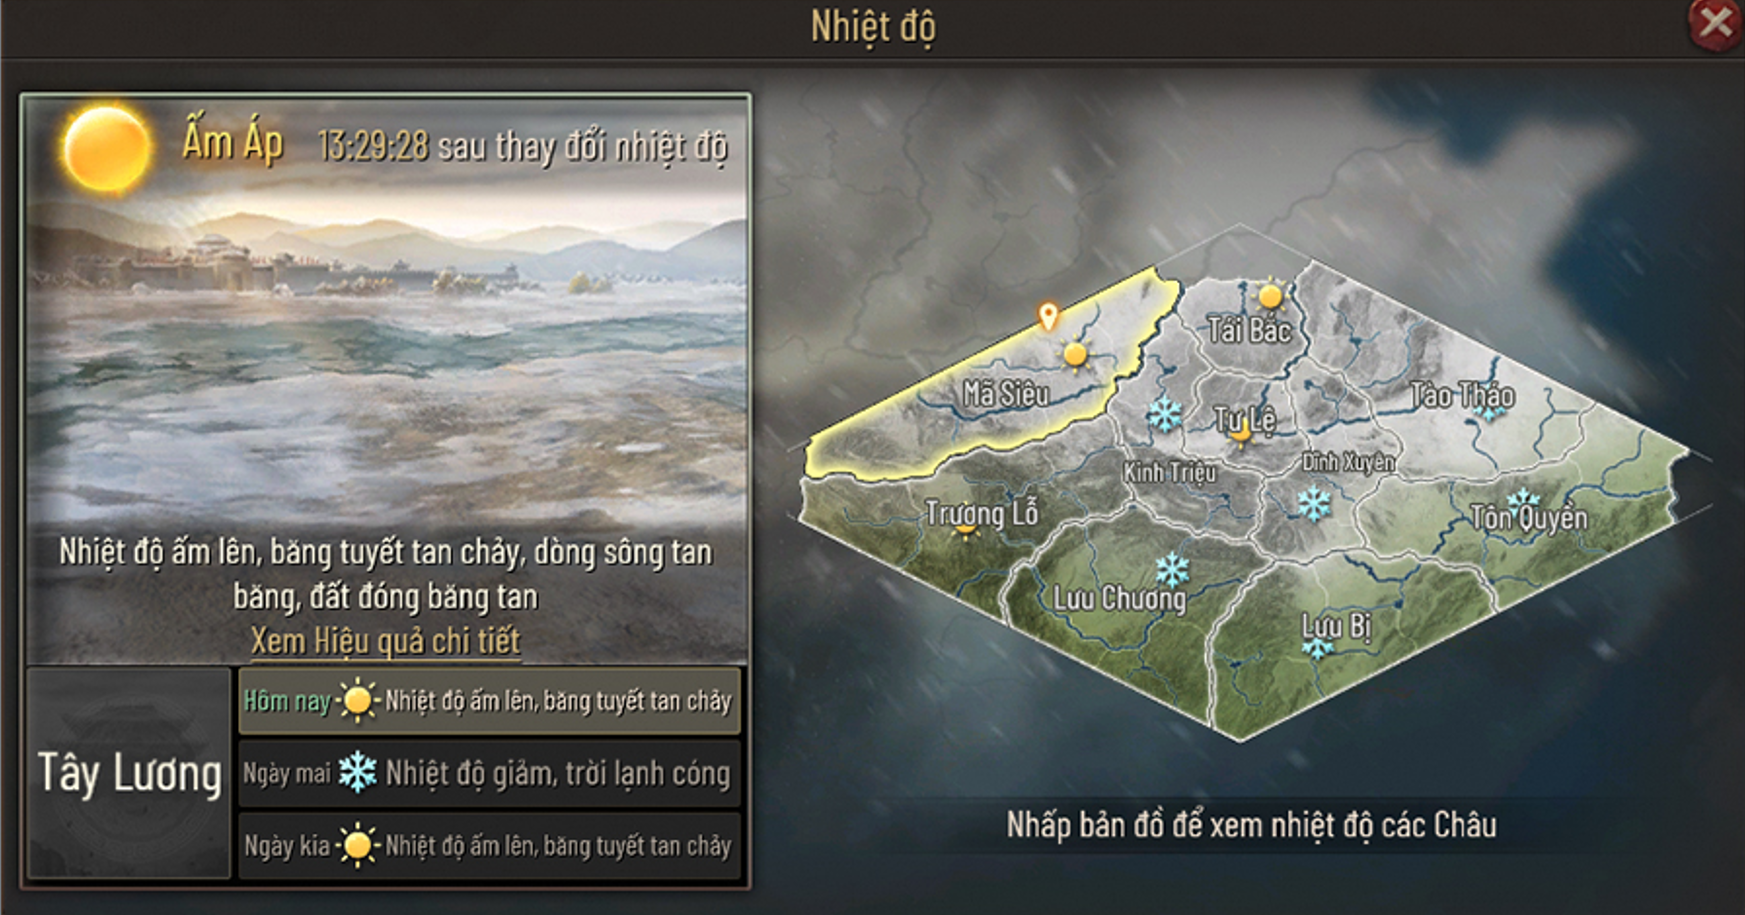 Nhiệt độ
Ấm Áp
13:29:28 sau thay đổi nhiệt độ
Nhiệt độ ấm lên, băng tuyết tan chảy, dòng sông tan
băng, đất đóng băng tan
Xem Hiệu quả chi tiết
Tây Lương
Hôm nay Nhiệt độ ấm lên, băng tuyết tan chảy
Ngày mai Nhiệt độ giảm, trời lạnh cóng
Ngày kia Nhiệt độ ấm lên, băng tuyết tan chảy
Tái Bắc
Mã Siêu
Tào Tháo
Tư Lệ
Kinh Triệu
Dĩnh Xuyên
Trương Lỗ
Tôn Quyền
Lưu Chương
Lưu Bị
Nhấp bản đồ để xem nhiệt độ các Châu